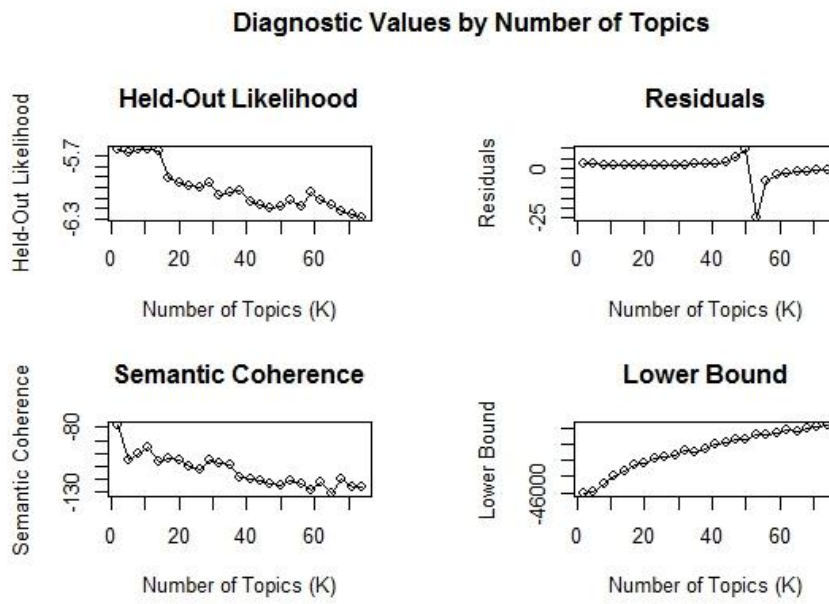 Diagnostic Values by Number of Topics
Held-Out Likelihood
Held-Out Likelihood
-5.7
-6.3
0 20 40 60
Number of Topics (K)
Residuals
Residuals
0
-25
0 20 40 60
Number of Topics (K)
Semantic Coherence
Semantic Coherence
-80
-130
0 20 40 60
Number of Topics (K)
Lower Bound
Lower Bound
-46000
0 20 40 60
Number of Topics (K)